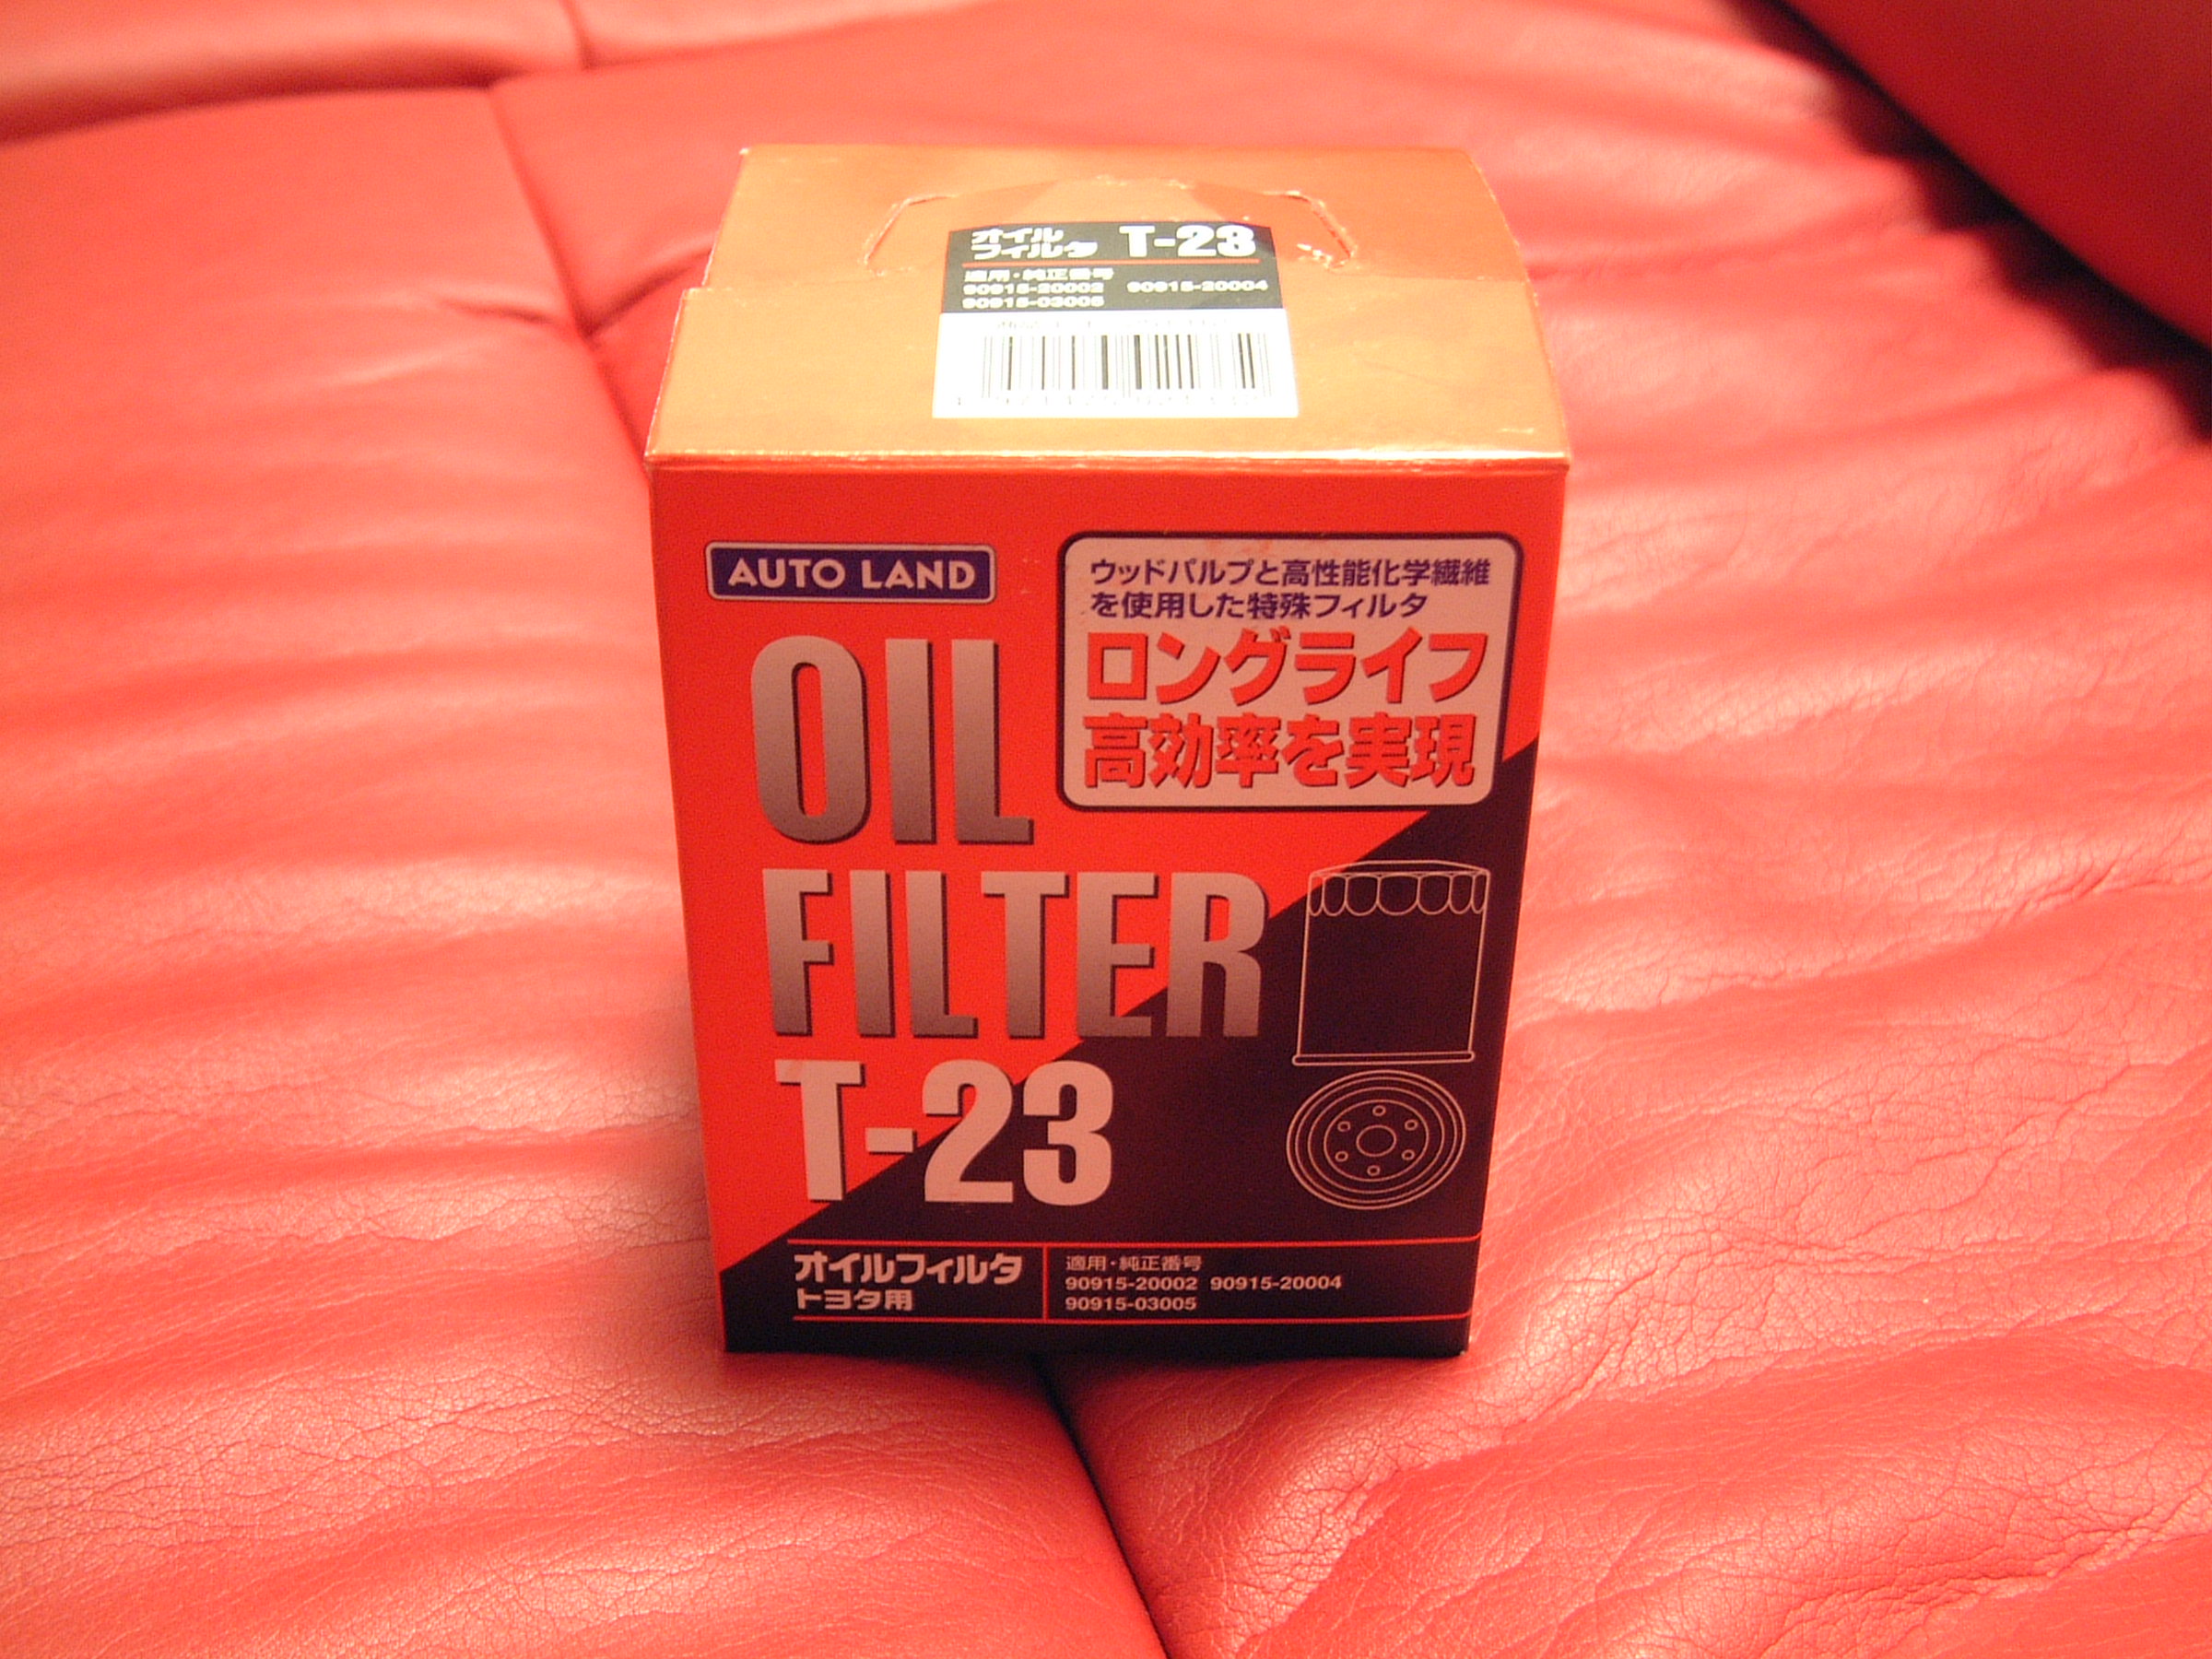 オイル
フィルタ T-23
適用・純正番号
90915-20002 90915-20004
90915-03005
AUTO LAND
ウッドパルプと高性能化学繊維
を使用した特殊フィルタ
ロングライフ
高効率を実現
OIL
FILTER
T-23
オイルフィルタ
トヨタ用
適用・純正番号
90915-20002 90915-20004
90915-03005